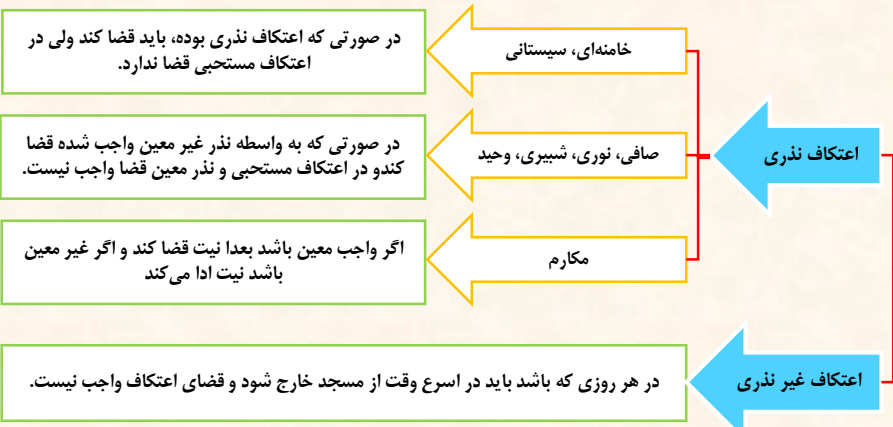 اعتکاف نذری
خامنه‌ای، سیستانی
در صورتی که اعتکاف نذری بوده، باید قضا کند ولی در
اعتکاف مستحبی قضا ندارد.
صافی، نوری، شبیری، وحید
در صورتی که به واسطه نذر غیر معین واجب شده قضا
کندو در اعتکاف مستحبی و نذر معین قضا واجب نیست.
مکارم
اگر واجب معین باشد بعدا نیت قضا کند و اگر غیر معین
باشد نیت ادا می‌کند
اعتکاف غیر نذری
در هر روزی که باشد باید در اسرع وقت از مسجد خارج شود و قضای اعتکاف واجب نیست.